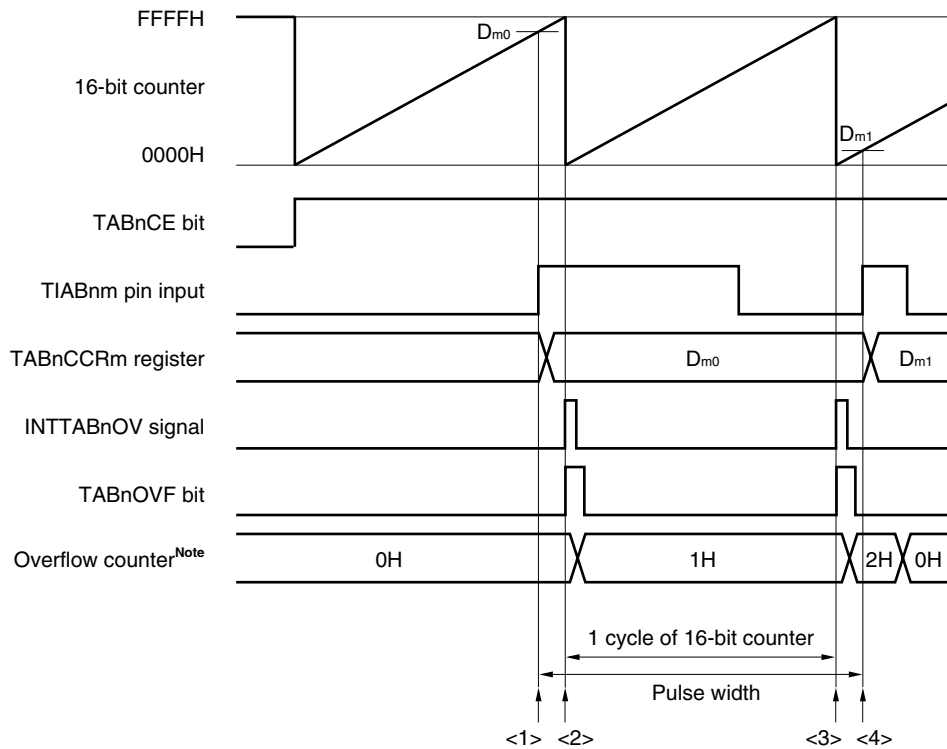 FFFFH
Dm0
16-bit counter
Dm1
0000H
TABnCE bit
TIABnm pin input
TABnCCRm register
Dm0
Dm1
INTTABnOV signal
TABnOVF bit
Overflow counterNote
0H
1H
2H
0H
1 cycle of 16-bit counter
Pulse width
<1>
<2>
<3>
<4>